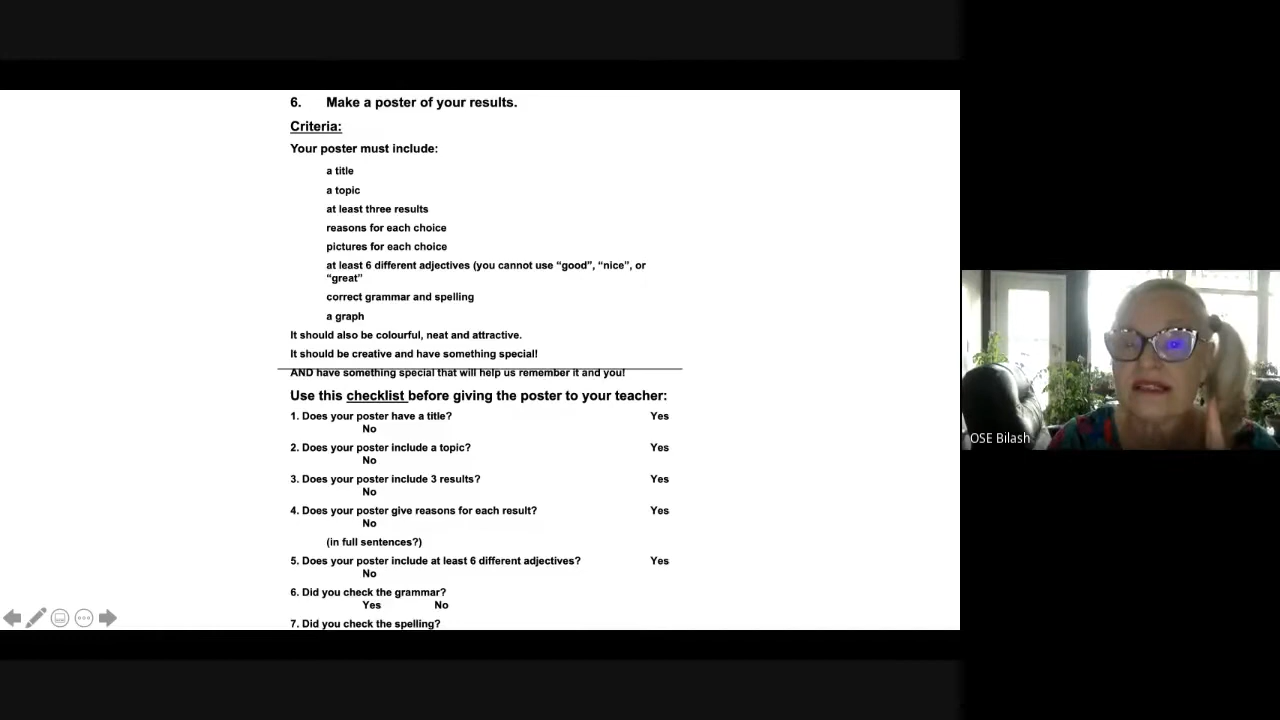 6. Make a poster of your results.
Criteria:
Your poster must include:
a title
a topic
at least three results
reasons for each choice
pictures for each choice
at least 6 different adjectives (you cannot use “good”, “nice”, or
“great”
correct grammar and spelling
a graph
It should also be colourful, neat and attractive.
It should be creative and have something special!
AND have something special that will help us remember it and you!
Use this checklist before giving the poster to your teacher:
1. Does your poster have a title? Yes
No
2. Does your poster include a topic? Yes
No
3. Does your poster include 3 results? Yes
No
4. Does your poster give reasons for each result? Yes
No
(in full sentences?)
5. Does your poster include at least 6 different adjectives? Yes
No
6. Did you check the grammar?
Yes No
7. Did you check the spelling?
OSE Bilash